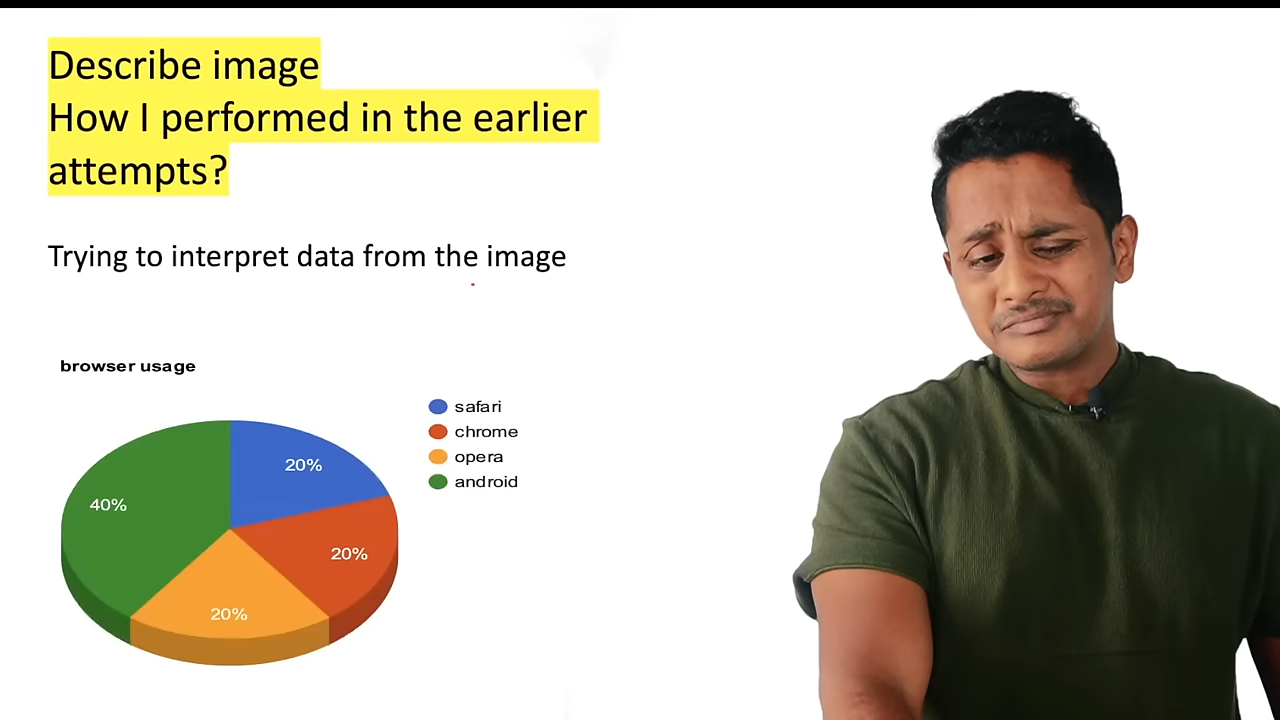 Describe image
How I performed in the earlier
attempts?
Trying to interpret data from the image
browser usage
safari
chrome
opera
android
20%
40%
20%
20%